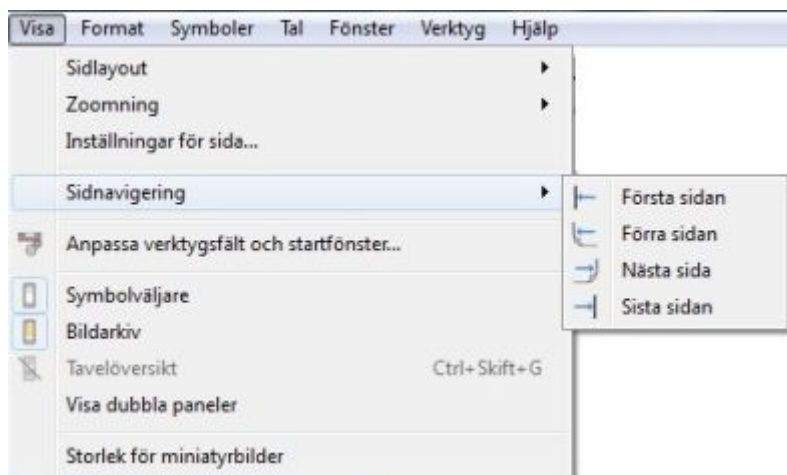 Visa Format Symboler Tal Fönster Verktyg Hjälp
Sidlayout
Zoomning
Inställningar för sida...
Sidnavigering
Första sidan
Förra sidan
Nästa sida
Sista sidan
Anpassa verktygsfält och startfönster...
Symbolväljare
Bildarkiv
Tavelöversikt Ctrl+Skift+G
Visa dubbla paneler
Storlek för miniatyrbilder